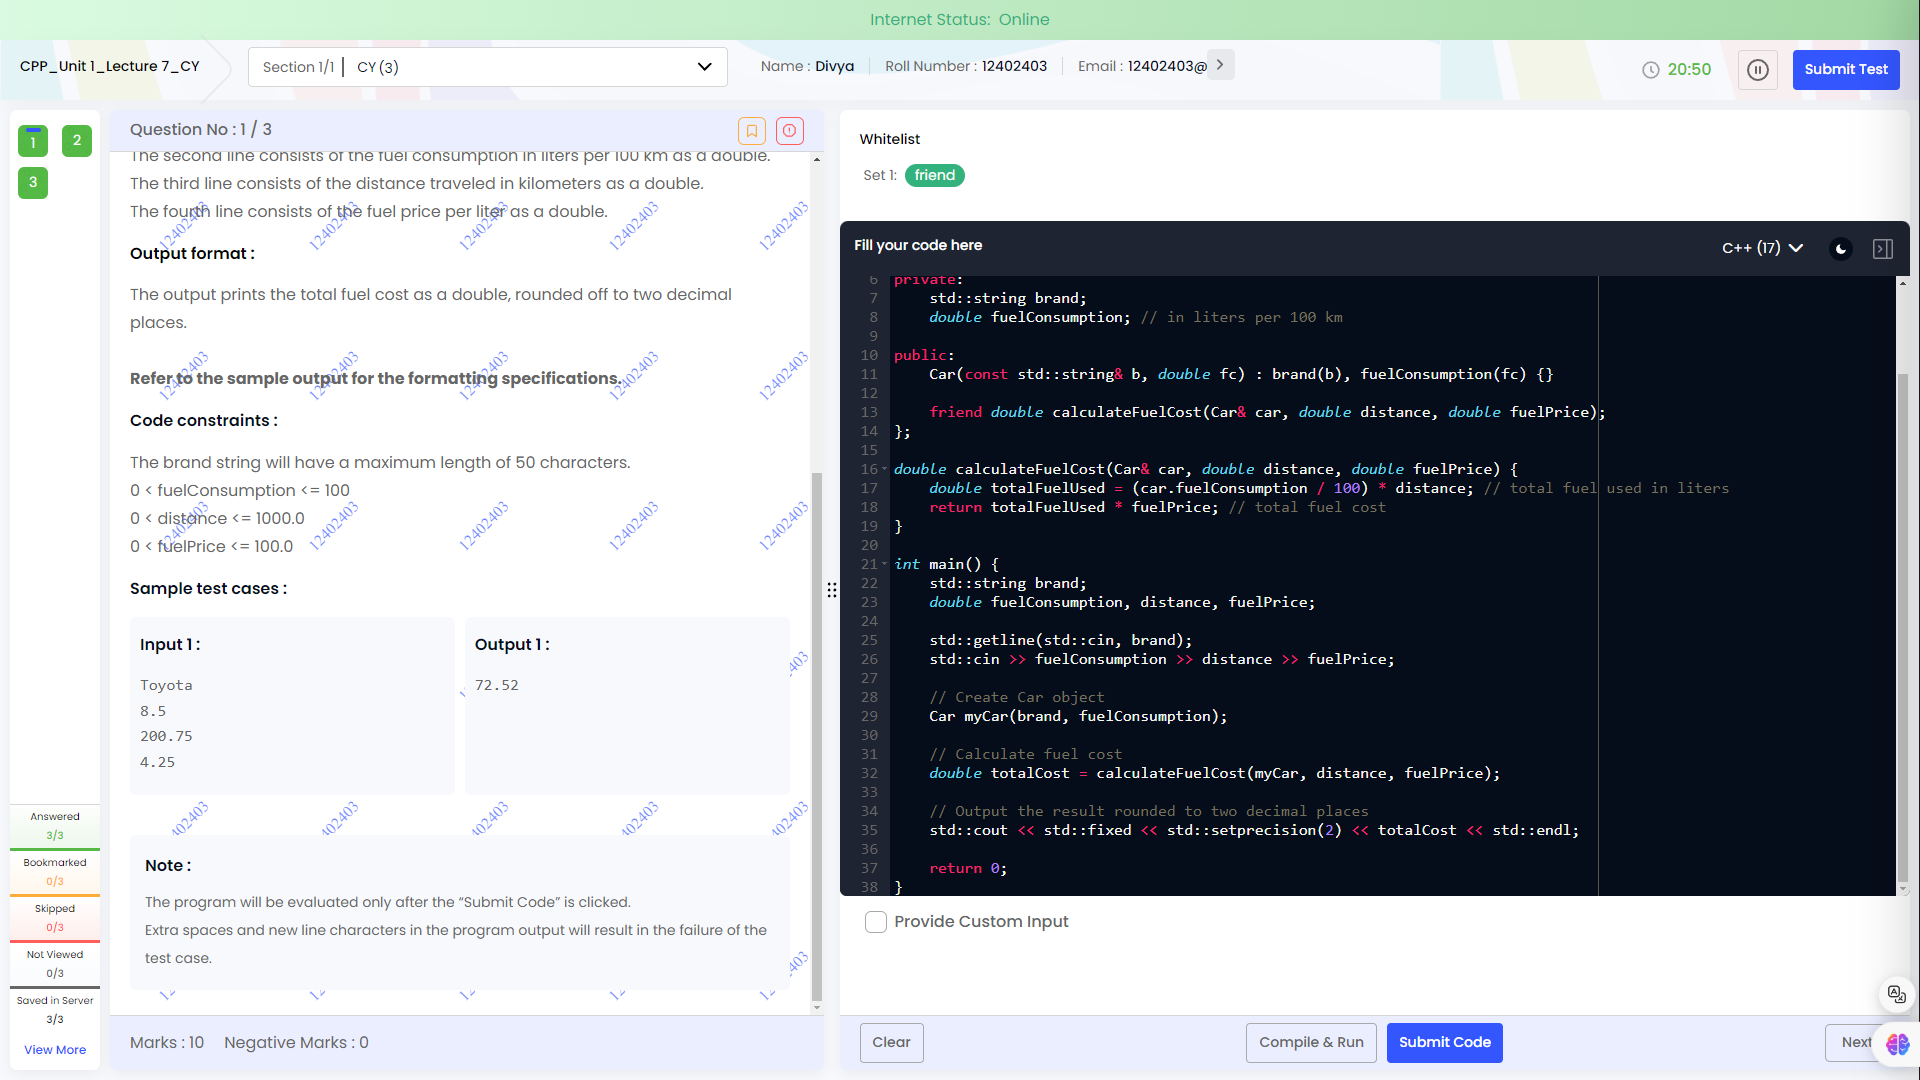 Internet Status: Online
CPP_Unit 1_Lecture 7_CY
Section 1/1 | CY (3)
Name : Divya
Roll Number : 12402403
Email : 12402403@
20:50
Submit Test
1
2
3
Answered
3/3
Bookmarked
0/3
Skipped
0/3
Not Viewed
0/3
Saved in Server
3/3
View More
Question No : 1 / 3
The second line consists of the fuel consumption in liters per 100 km as a double.
The third line consists of the distance traveled in kilometers as a double.
The fourth line consists of the fuel price per liter as a double.
Output format :
The output prints the total fuel cost as a double, rounded off to two decimal
places.
Refer to the sample output for the formatting specifications.
Code constraints :
The brand string will have a maximum length of 50 characters.
0 < fuelConsumption <= 100
0 < distance <= 1000.0
0 < fuelPrice <= 100.0
Sample test cases :
Input 1 :
Toyota
8.5
200.75
4.25
Output 1 :
72.52
Note :
The program will be evaluated only after the “Submit Code” is clicked.
Extra spaces and new line characters in the program output will result in the failure of the
test case.
12402403 12402403 12402403 12402403 12402403
12402403 12402403 12402403 12402403 12402403
12402403 12402403 12402403 12402403 12402403
Marks : 10
Negative Marks : 0
Whitelist
Set 1: friend
Fill your code here
C++ (17)
6 private:
7 std::string brand;
8 double fuelConsumption; // in liters per 100 km
9
10 public:
11 Car(const std::string& b, double fc) : brand(b), fuelConsumption(fc) {}
12
13 friend double calculateFuelCost(Car& car, double distance, double fuelPrice);
14 };
15
16 double calculateFuelCost(Car& car, double distance, double fuelPrice) {
17 double totalFuelUsed = (car.fuelConsumption / 100) * distance; // total fuel used in liters
18 return totalFuelUsed * fuelPrice; // total fuel cost
19 }
20
21 int main() {
22 std::string brand;
23 double fuelConsumption, distance, fuelPrice;
24
25 std::getline(std::cin, brand);
26 std::cin >> fuelConsumption >> distance >> fuelPrice;
27
28 // Create Car object
29 Car myCar(brand, fuelConsumption);
30
31 // Calculate fuel cost
32 double totalCost = calculateFuelCost(myCar, distance, fuelPrice);
33
34 // Output the result rounded to two decimal places
35 std::cout << std::fixed << std::setprecision(2) << totalCost << std::endl;
36
37 return 0;
38 }
Provide Custom Input
Clear
Compile & Run
Submit Code
Next